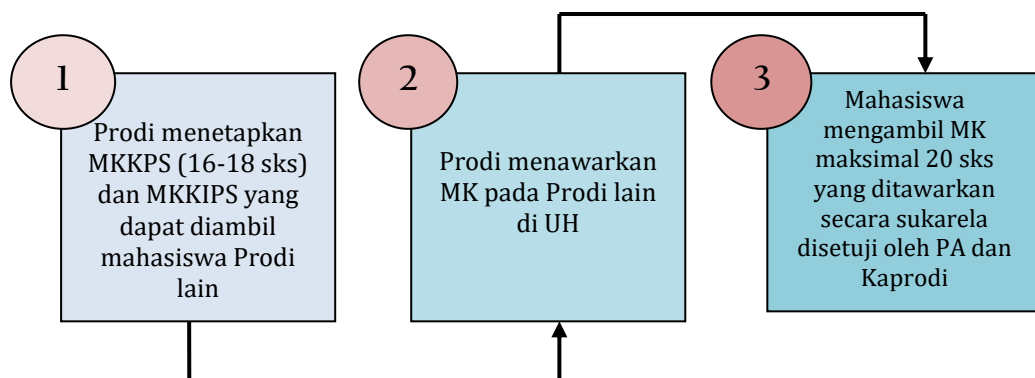 1
Prodi menetapkan
MKKPS (16-18 sks)
dan MKKIPS yang
dapat diambil
mahasiswa Prodi
lain
2
Prodi menawarkan
MK pada Prodi lain
di UH
3
Mahasiswa
mengambil MK
maksimal 20 sks
yang ditawarkan
secara sukarela
disetuji oleh PA dan
Kaprodi